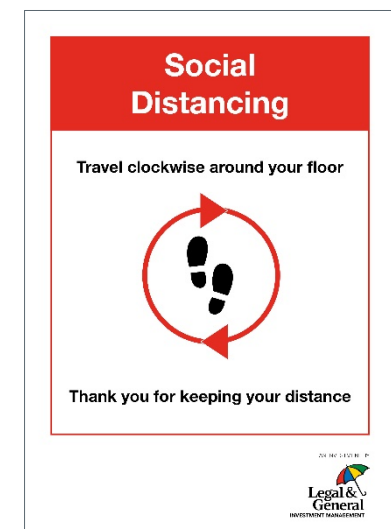 Social
Distancing
Travel clockwise around your floor
Thank you for keeping your distance
Legal &
General
INVESTMENT MANAGEMENT